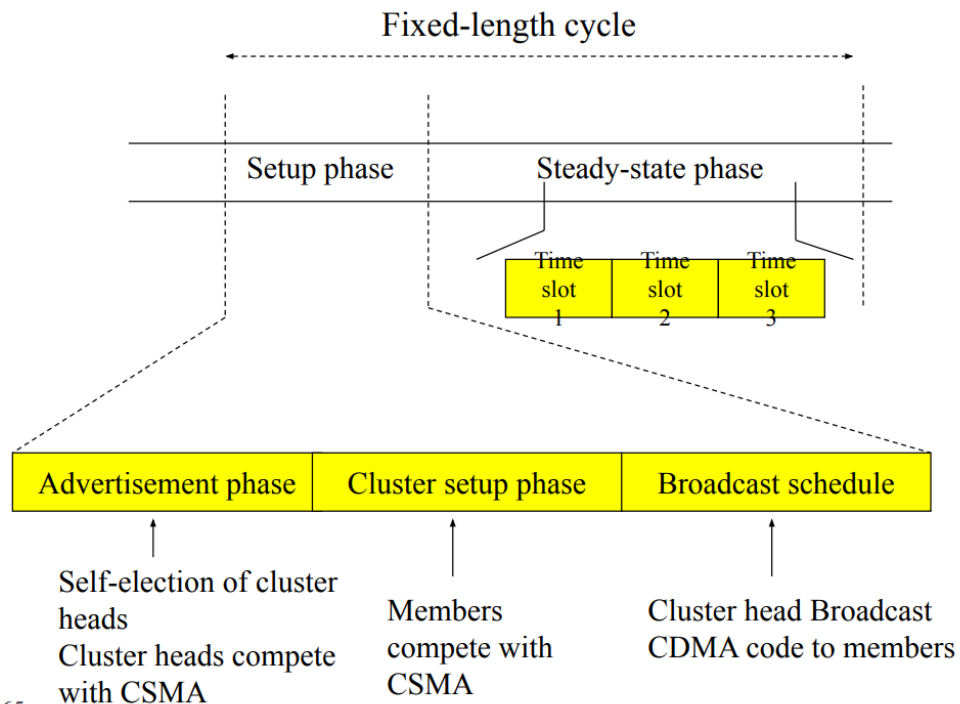 Fixed-length cycle
Setup phase
Steady-state phase
Time
slot
1
Time
slot
2
Time
slot
3
Advertisement phase
Cluster setup phase
Broadcast schedule
Self-election of cluster
heads
Cluster heads compete
with CSMA
Members
compete with
CSMA
Cluster head Broadcast
CDMA code to members